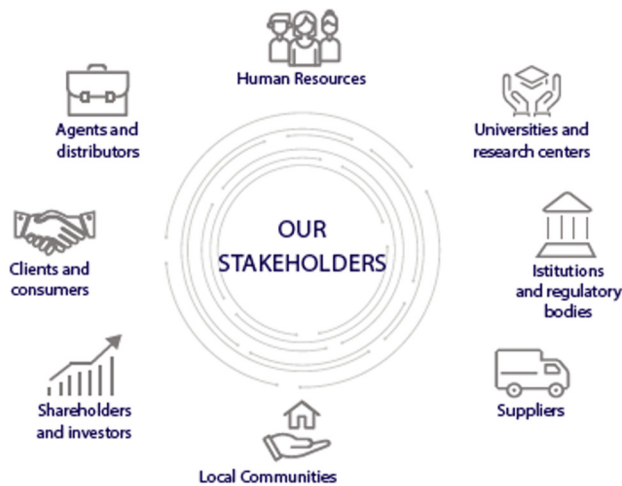 Human Resources
Agents and
distributors
Universities and
research centers
OUR
STAKEHOLDERS
Clients and
consumers
Istitutions
and regulatory
bodies
Shareholders
and investors
Suppliers
Local Communities